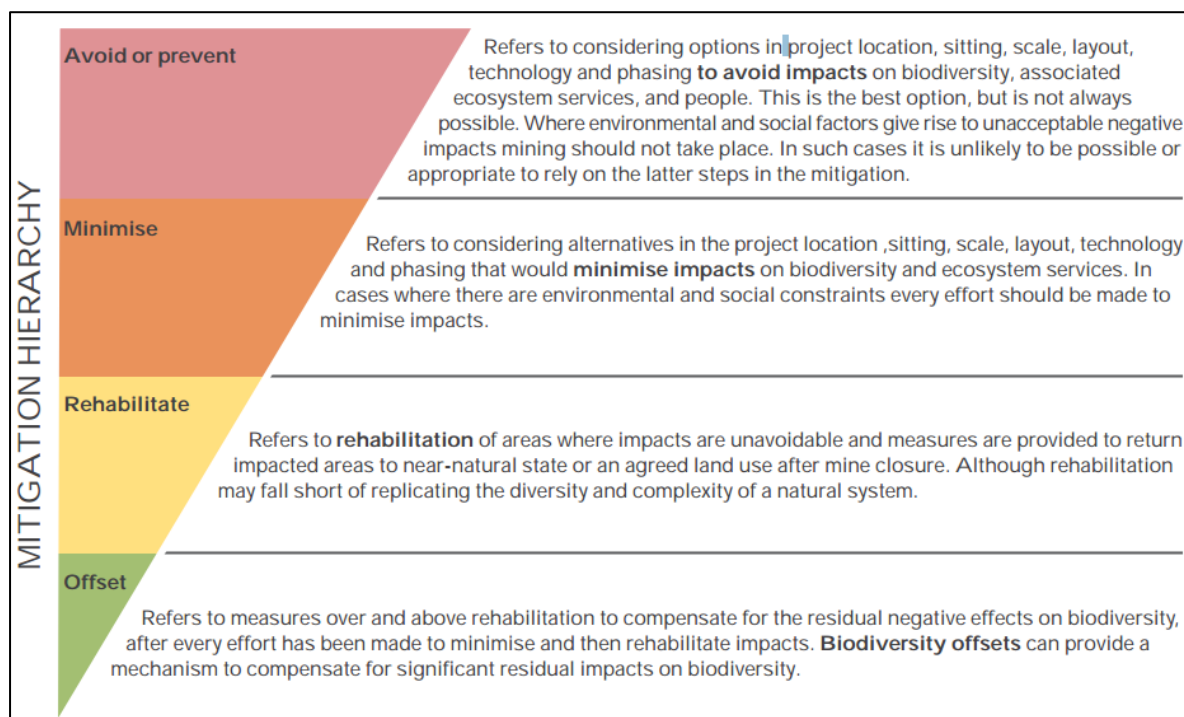 MITIGATION HIERARCHY
Avoid or prevent
Refers to considering options in project location, sitting, scale, layout,
technology and phasing to avoid impacts on biodiversity, associated
ecosystem services, and people. This is the best option, but is not always
possible. Where environmental and social factors give rise to unacceptable negative
impacts mining should not take place. In such cases it is unlikely to be possible or
appropriate to rely on the latter steps in the mitigation.
Minimise
Refers to considering alternatives in the project location ,sitting, scale, layout, technology
and phasing that would minimise impacts on biodiversity and ecosystem services. In
cases where there are environmental and social constraints every effort should be made to
minimise impacts.
Rehabilitate
Refers to rehabilitation of areas where impacts are unavoidable and measures are provided to return
impacted areas to near-natural state or an agreed land use after mine closure. Although rehabilitation
may fall short of replicating the diversity and complexity of a natural system.
Offset
Refers to measures over and above rehabilitation to compensate for the residual negative effects on biodiversity,
after every effort has been made to minimise and then rehabilitate impacts. Biodiversity offsets can provide a
mechanism to compensate for significant residual impacts on biodiversity.